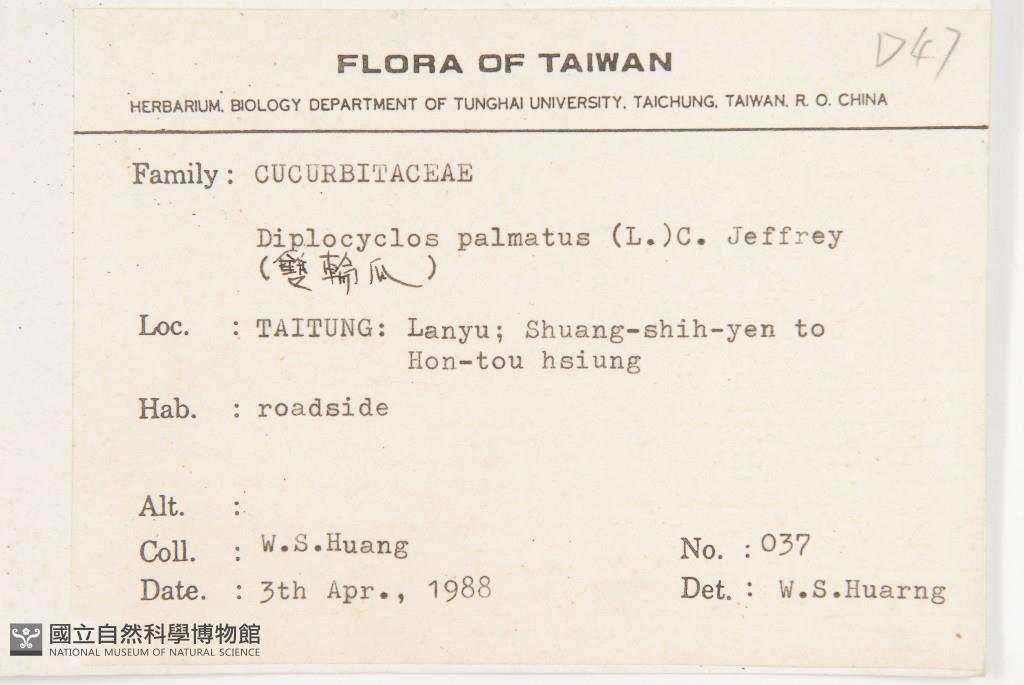 D47
FLORA OF TAIWAN
HERBARIUM. BIOLOGY DEPARTMENT OF TUNGHAI UNIVERSITY. TAICHUNG. TAIWAN. R. O. CHINA
Family : CUCURBITACEAE
Diplocyclos palmatus (L.)C. Jeffrey
(雙輪瓜)
Loc. : TAITUNG: Lanyu; Shuang-shih-yen to
Hon-tou hsiung
Hab. : roadside
Alt. :
Coll. : W.S.Huang No. : 037
Date. : 3th Apr., 1988 Det. : W.S.Huarng
國立自然科學博物館
NATIONAL MUSEUM OF NATURAL SCIENCE